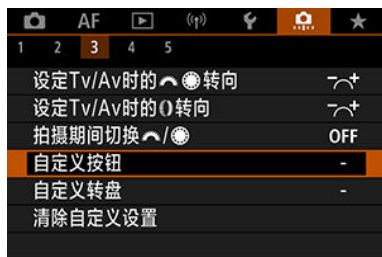 AF
1 2 3 4 5
设定Tv/Av时的转向 -+
设定Tv/Av时的转向 -+
拍摄期间切换/ OFF
自定义按钮 -
自定义转盘 -
清除自定义设置